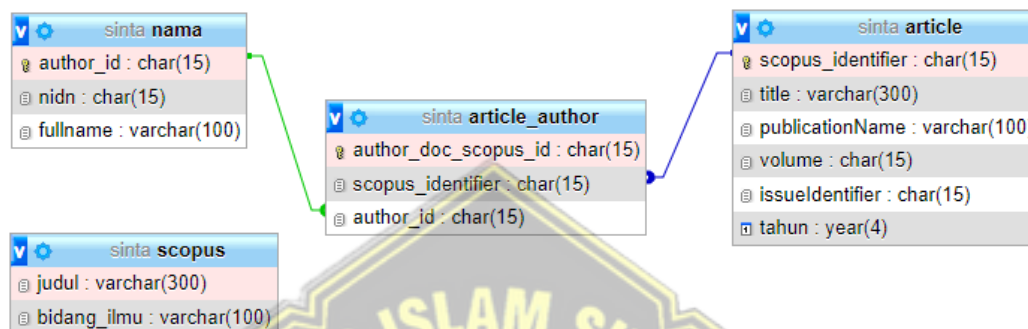 sinta nama
author_id : char(15)
nidn : char(15)
fullname : varchar(100)
sinta article_author
author_doc_scopus_id : char(15)
scopus_identifier : char(15)
author_id : char(15)
sinta article
scopus_identifier : char(15)
title : varchar(300)
publicationName : varchar(100
volume : char(15)
issueIdentifier : char(15)
tahun : year(4)
sinta scopus
judul : varchar(300)
bidang_ilmu : varchar(100)
ISLAM